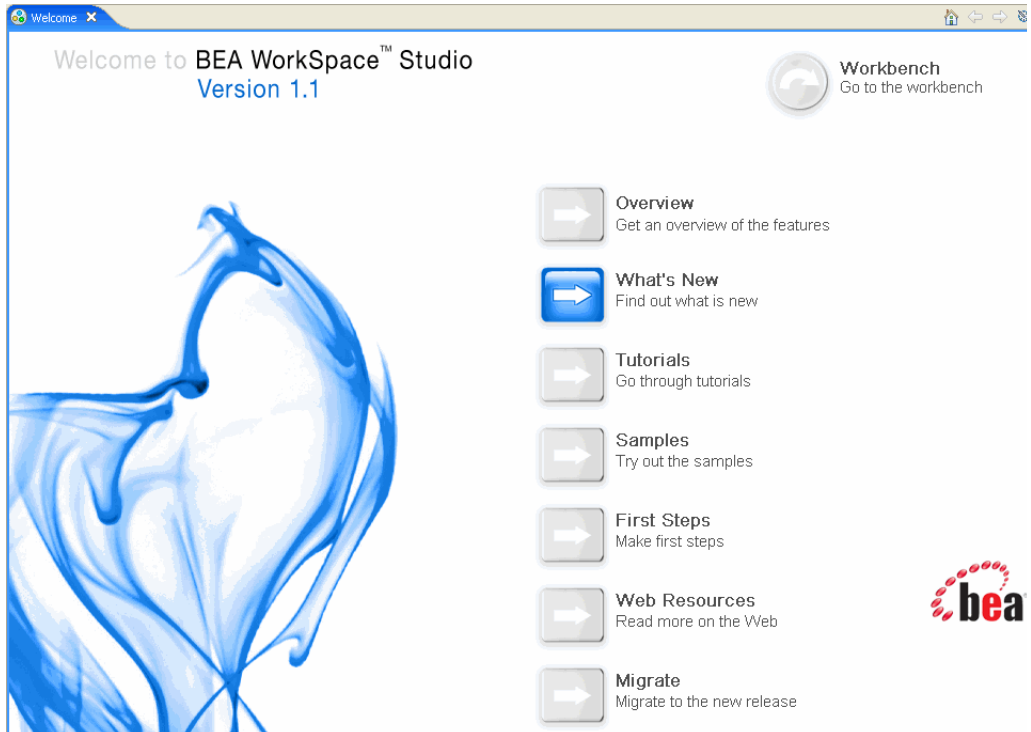 Welcome
Welcome to BEA WorkSpace™ Studio
Version 1.1
Workbench
Go to the workbench
Overview
Get an overview of the features
What's New
Find out what is new
Tutorials
Go through tutorials
Samples
Try out the samples
First Steps
Make first steps
Web Resources
Read more on the Web
bea
Migrate
Migrate to the new release